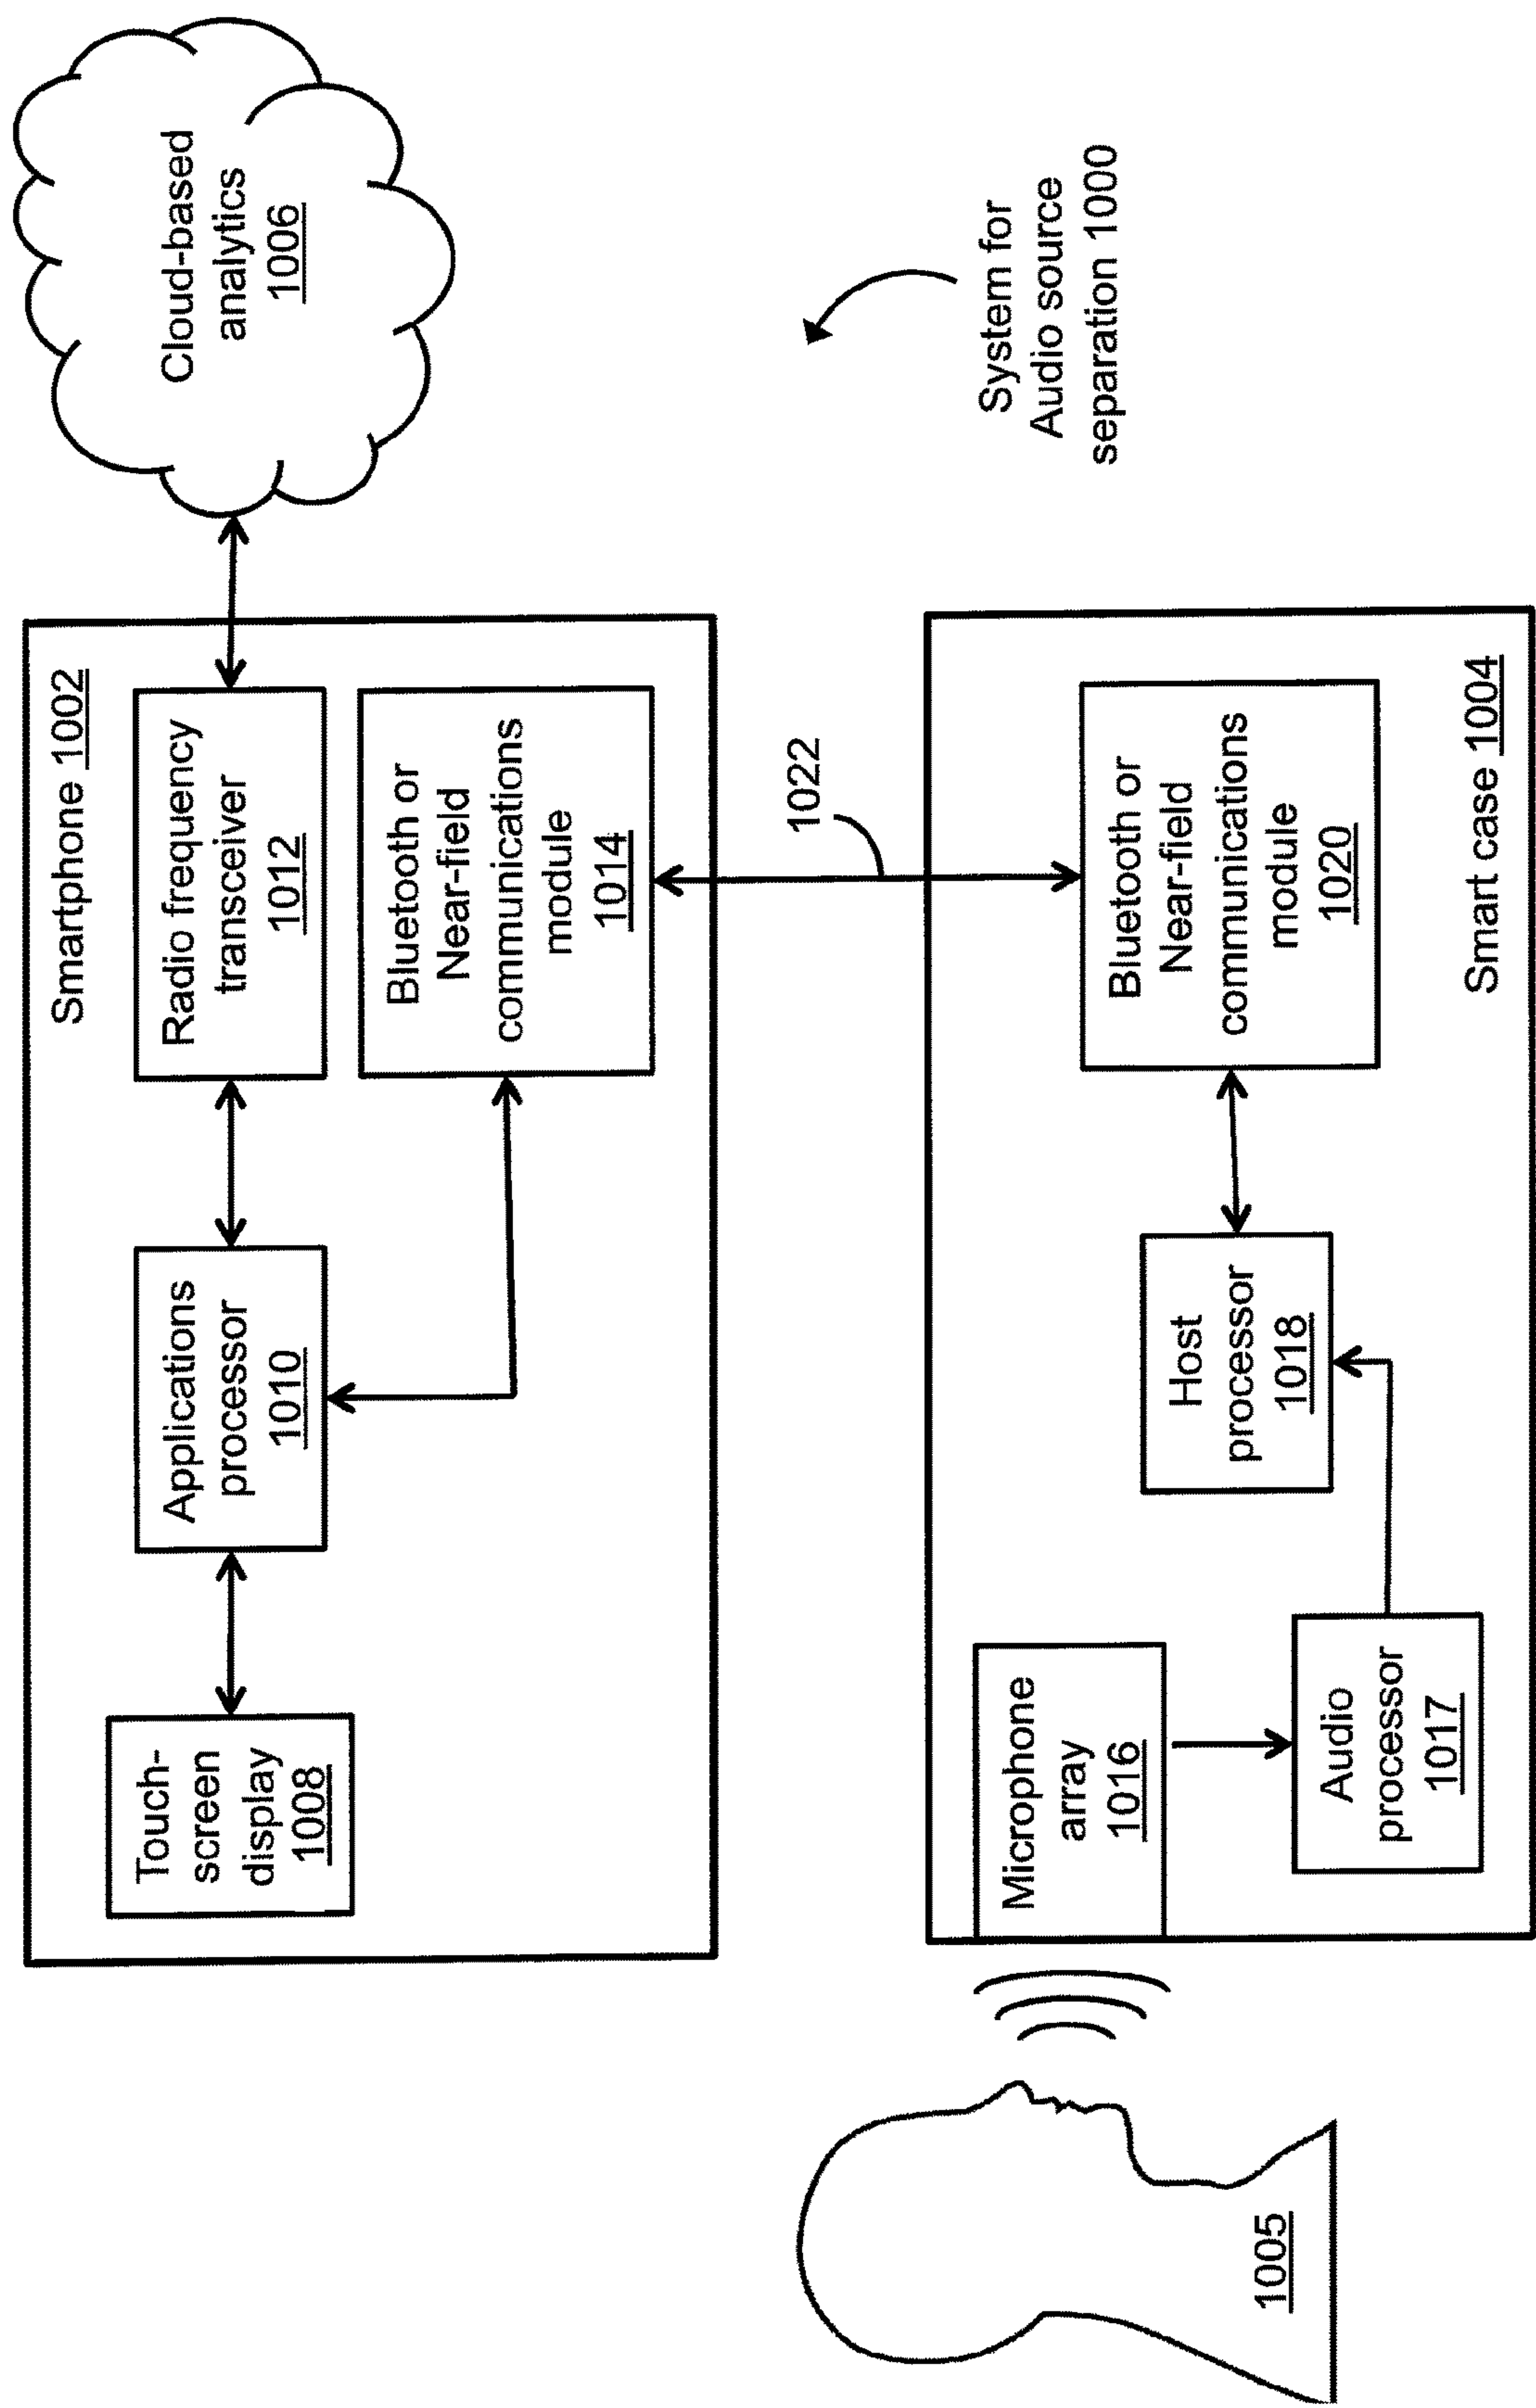 Smartphone 1002
Touch-
screen
display
1008
Applications
processor
1010
Radio frequency
transceiver
1012
Bluetooth or
Near-field
communications
module
1014
Cloud-based
analytics
1006
1022
System for
Audio source
separation 1000
1005
Microphone
array
1016
Audio
processor
1017
Host
processor
1018
Bluetooth or
Near-field
communications
module
1020
Smart case 1004